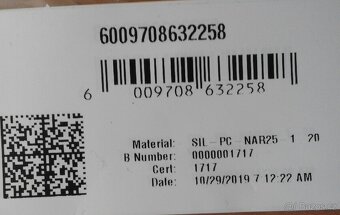 6009708632258
6 009708 632258
Material: SIL-PC-NAR25-1 20
B Number: 0000001717
Cert: 1717
Date: 10/29/2019 7:12:22 AM